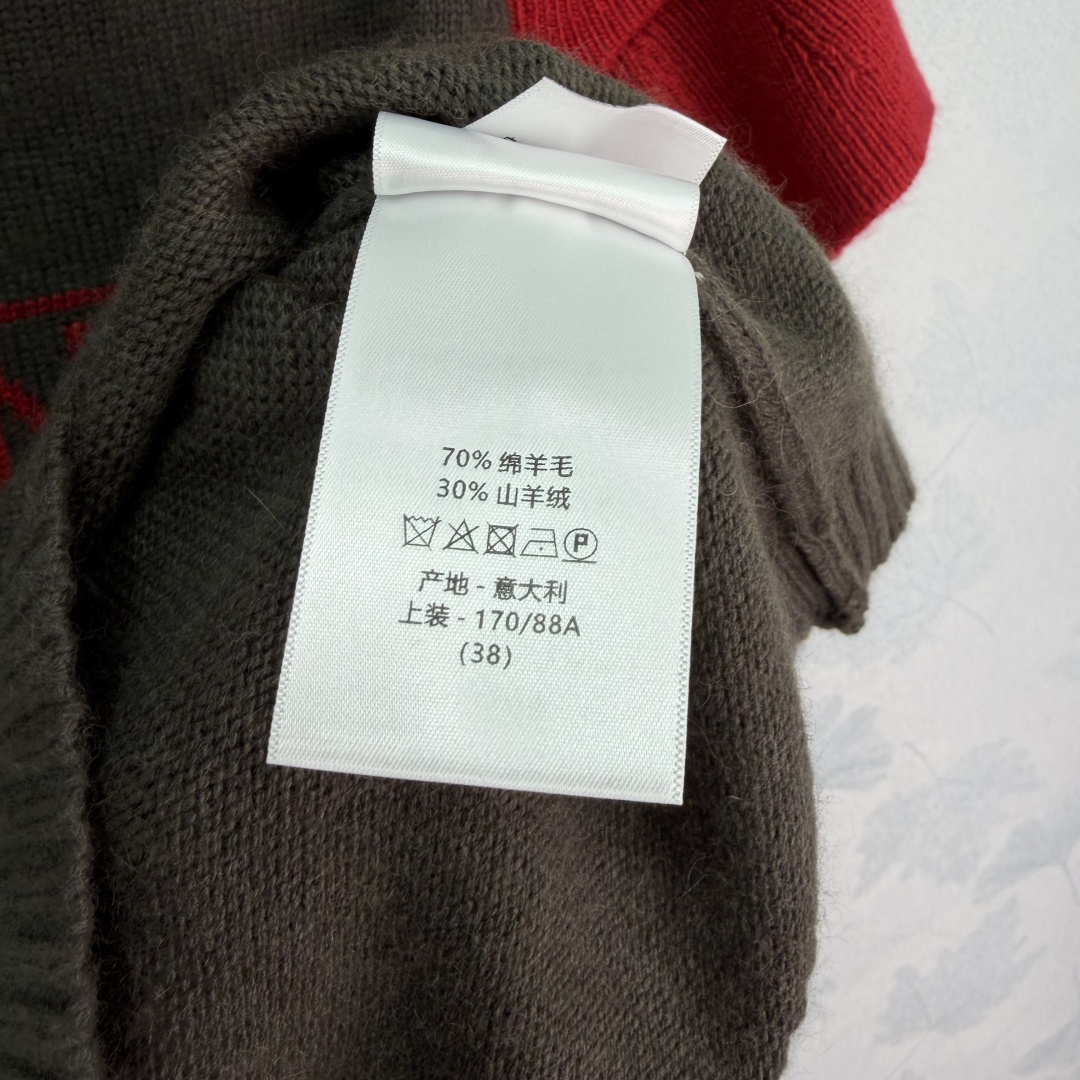 70% 绵羊毛
30% 山羊绒
P
产地 - 意大利
上装 - 170/88A
(38)